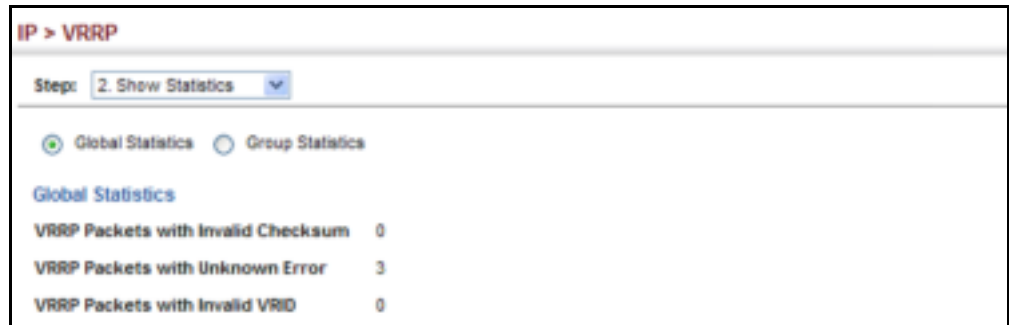 IP > VRRP
Step: 2. Show Statistics
Global Statistics Group Statistics
Global Statistics
VRRP Packets with Invalid Checksum 0
VRRP Packets with Unknown Error 3
VRRP Packets with Invalid VRID 0